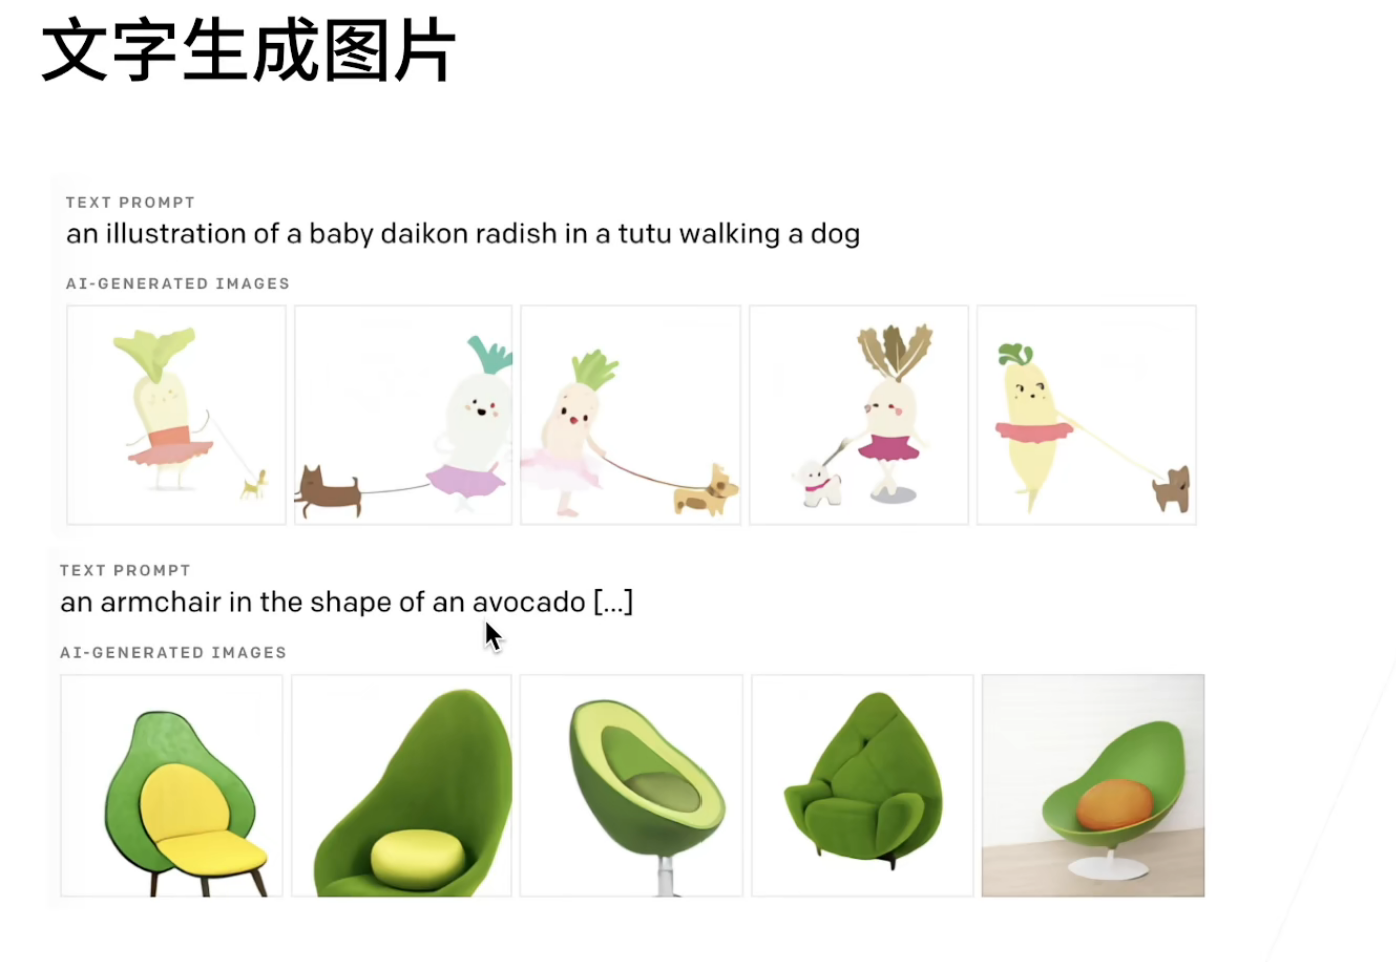 文字生成图片
TEXT PROMPT
an illustration of a baby daikon radish in a tutu walking a dog
AI-GENERATED IMAGES
TEXT PROMPT
an armchair in the shape of an avocado [...]
AI-GENERATED IMAGES